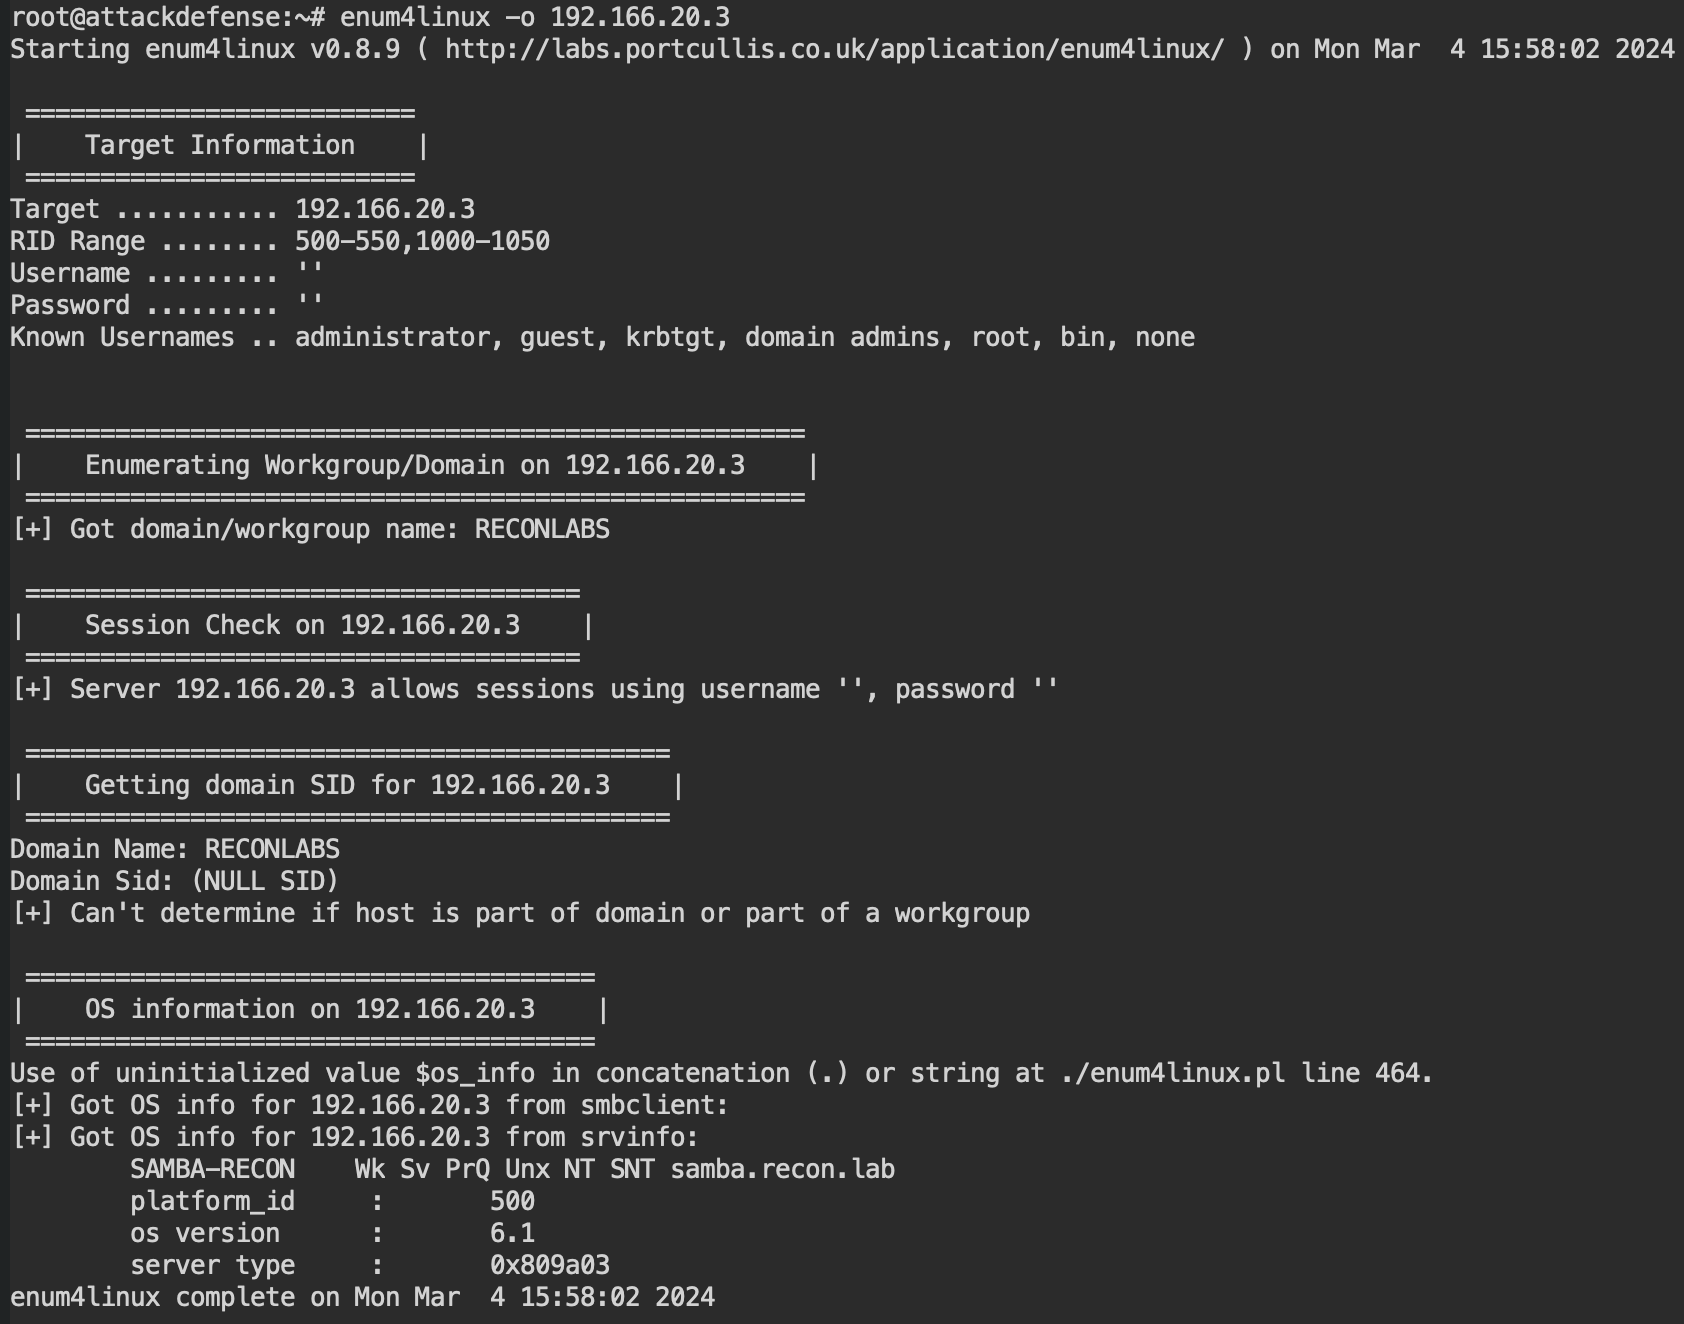 root@attackdefense:~# enum4linux -o 192.166.20.3
Starting enum4linux v0.8.9 ( http://labs.portcullis.co.uk/application/enum4linux/ ) on Mon Mar  4 15:58:02 2024

 ==========================
|    Target Information    |
 ==========================
Target ........... 192.166.20.3
RID Range ........ 500-550,1000-1050
Username ......... ''
Password ......... ''
Known Usernames .. administrator, guest, krbtgt, domain admins, root, bin, none


 ====================================================
|    Enumerating Workgroup/Domain on 192.166.20.3    |
 ====================================================
[+] Got domain/workgroup name: RECONLABS

 =====================================
|    Session Check on 192.166.20.3    |
 =====================================
[+] Server 192.166.20.3 allows sessions using username '', password ''

 ===========================================
|    Getting domain SID for 192.166.20.3    |
 ===========================================
Domain Name: RECONLABS
Domain Sid: (NULL SID)
[+] Can't determine if host is part of domain or part of a workgroup

 ======================================
|    OS information on 192.166.20.3    |
 ======================================
Use of uninitialized value $os_info in concatenation (.) or string at ./enum4linux.pl line 464.
[+] Got OS info for 192.166.20.3 from smbclient:
[+] Got OS info for 192.166.20.3 from srvinfo:
        SAMBA-RECON    Wk Sv PrQ Unx NT SNT samba.recon.lab
        platform_id     :       500
        os version      :       6.1
        server type     :       0x809a03
enum4linux complete on Mon Mar  4 15:58:02 2024